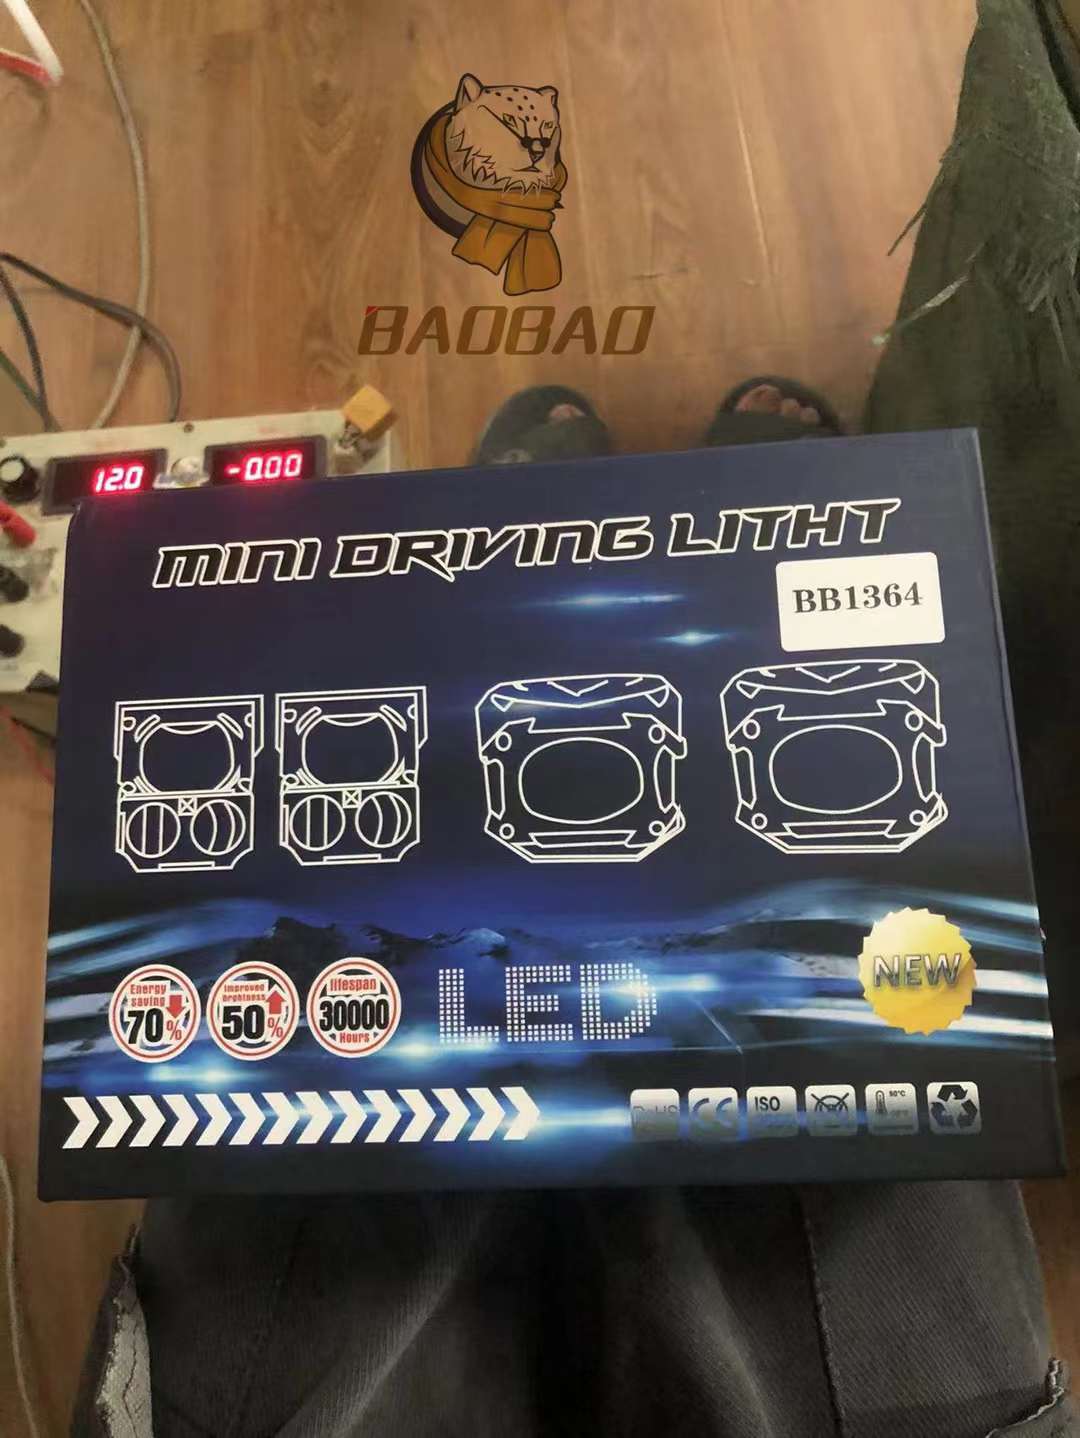 BAOBAO
12.0
-0.00
MINI DRIVING LITHT
BB1364
Energy
saving
70%
improved
brightness
50%
lifespan
30000
Hours
LED
NEW
RoHS
CE
ISO